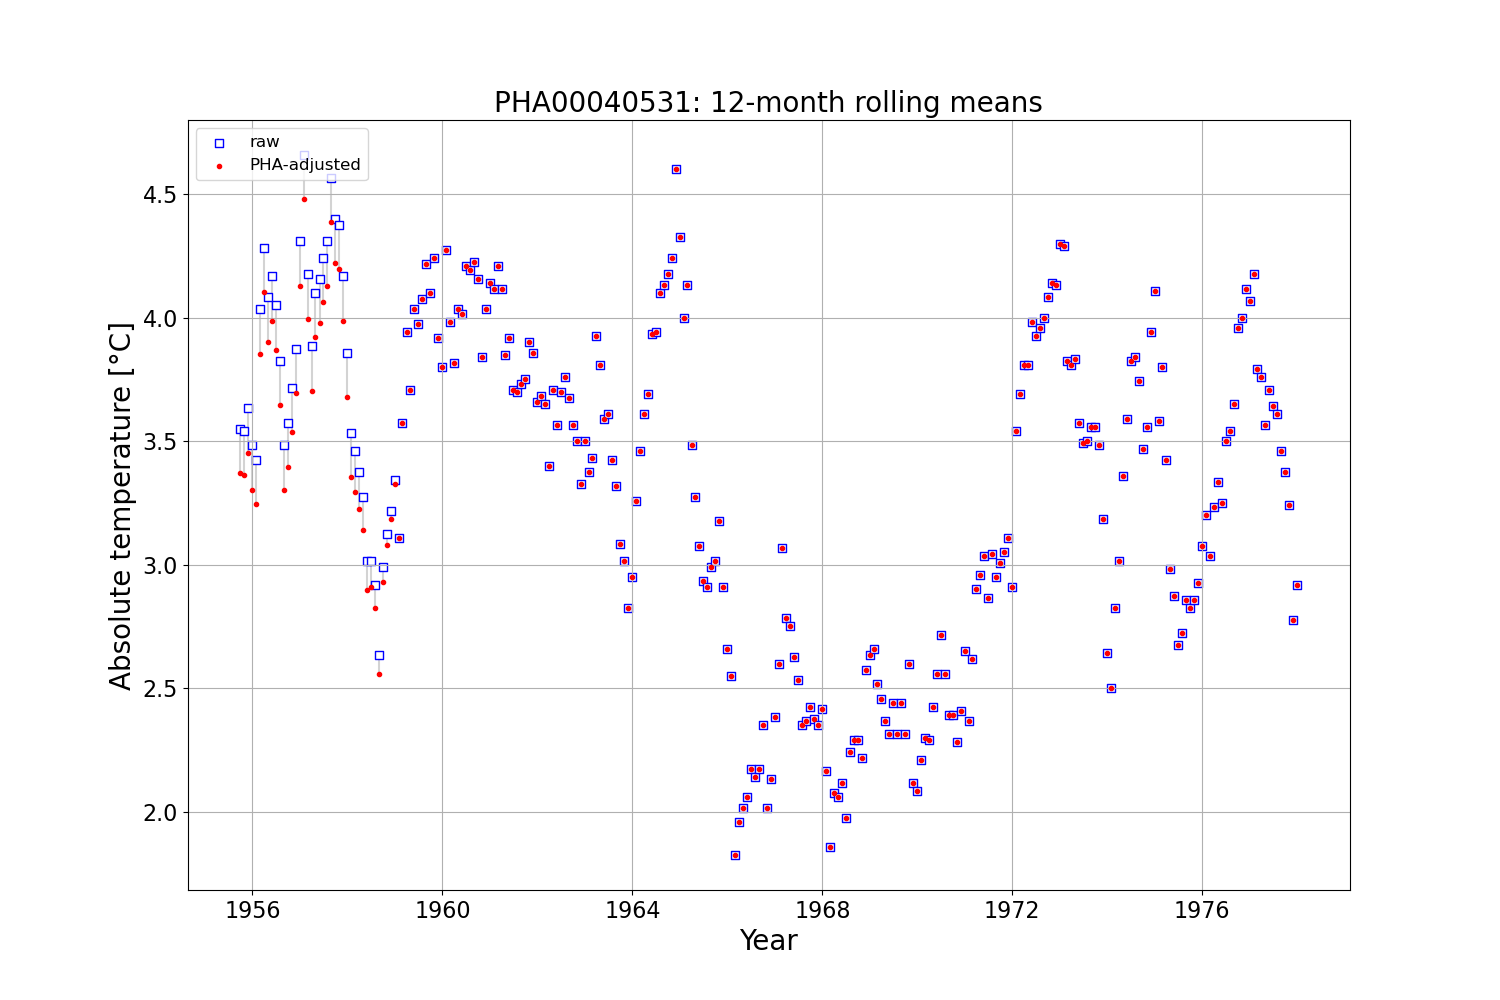 PHA00040531: 12-month rolling means
raw
PHA-adjusted
Absolute temperature [°C]
4.5
4.0
3.5
3.0
2.5
2.0
1956 1960 1964 1968 1972 1976
Year